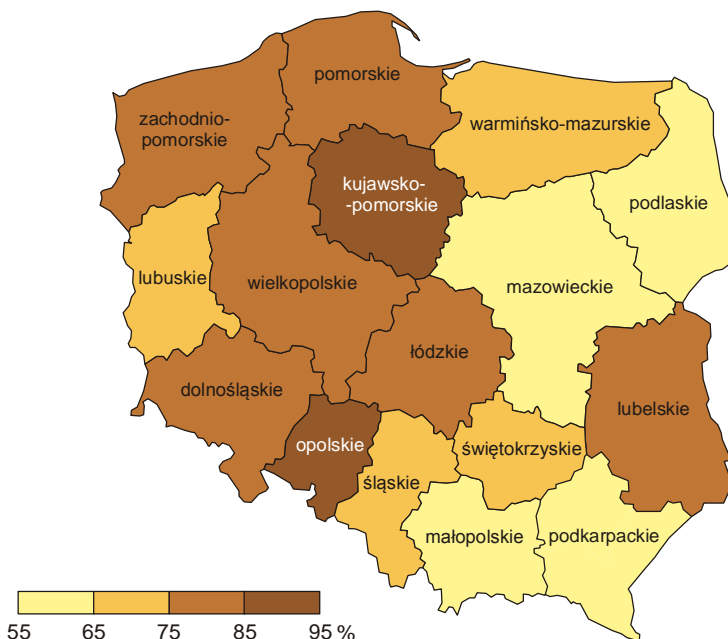 pomorskie
zachodnio-
pomorskie
warmińsko-mazurskie
kujawsko-
-pomorskie
podlaskie
lubuskie
wielkopolskie
mazowieckie
łódzkie
dolnośląskie
lubelskie
opolskie
świętokrzyskie
śląskie
małopolskie
podkarpackie
55 65 75 85 95 %